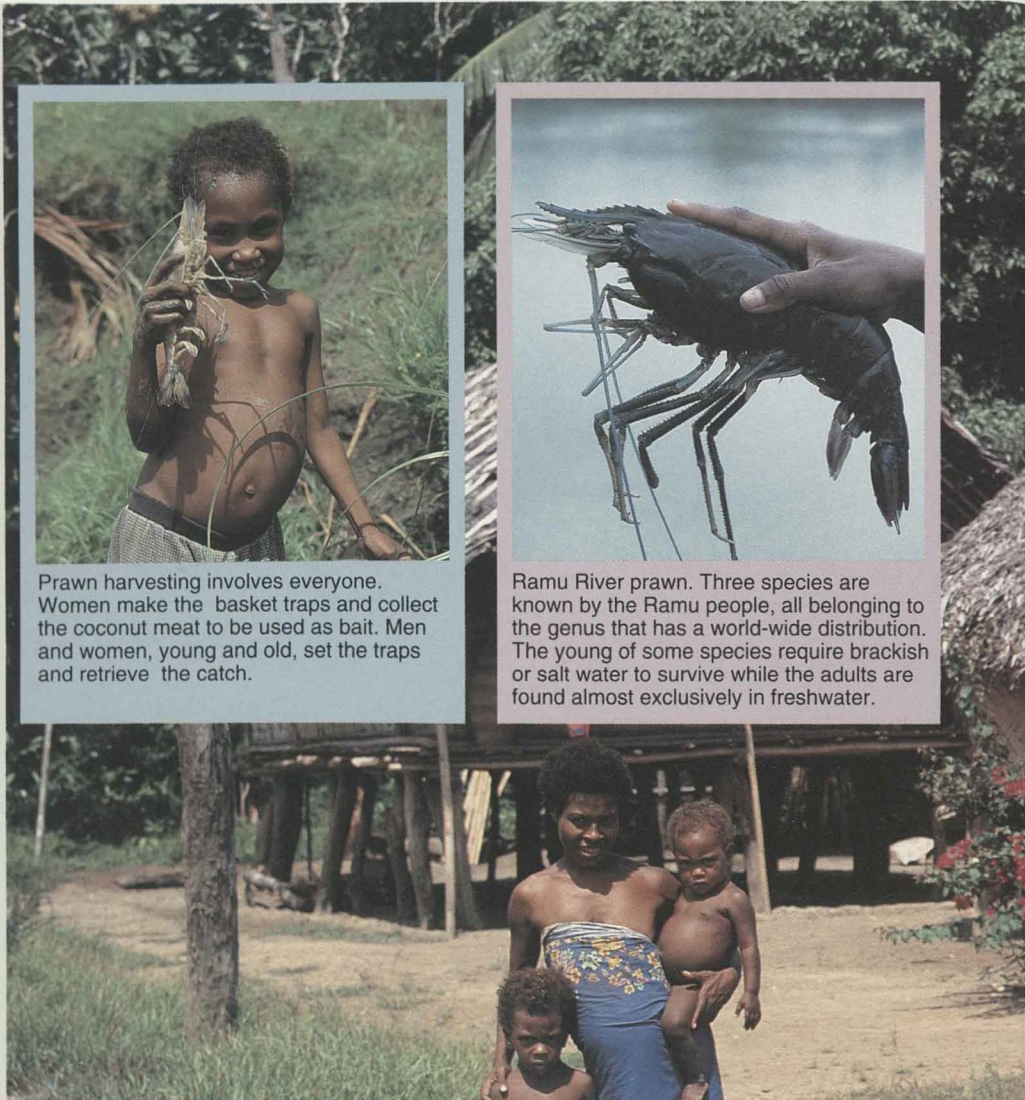 Prawn harvesting involves everyone.
Women make the basket traps and collect
the coconut meat to be used as bait. Men
and women, young and old, set the traps
and retrieve the catch.
Ramu River prawn. Three species are
known by the Ramu people, all belonging to
the genus that has a world-wide distribution.
The young of some species require brackish
or salt water to survive while the adults are
found almost exclusively in freshwater.